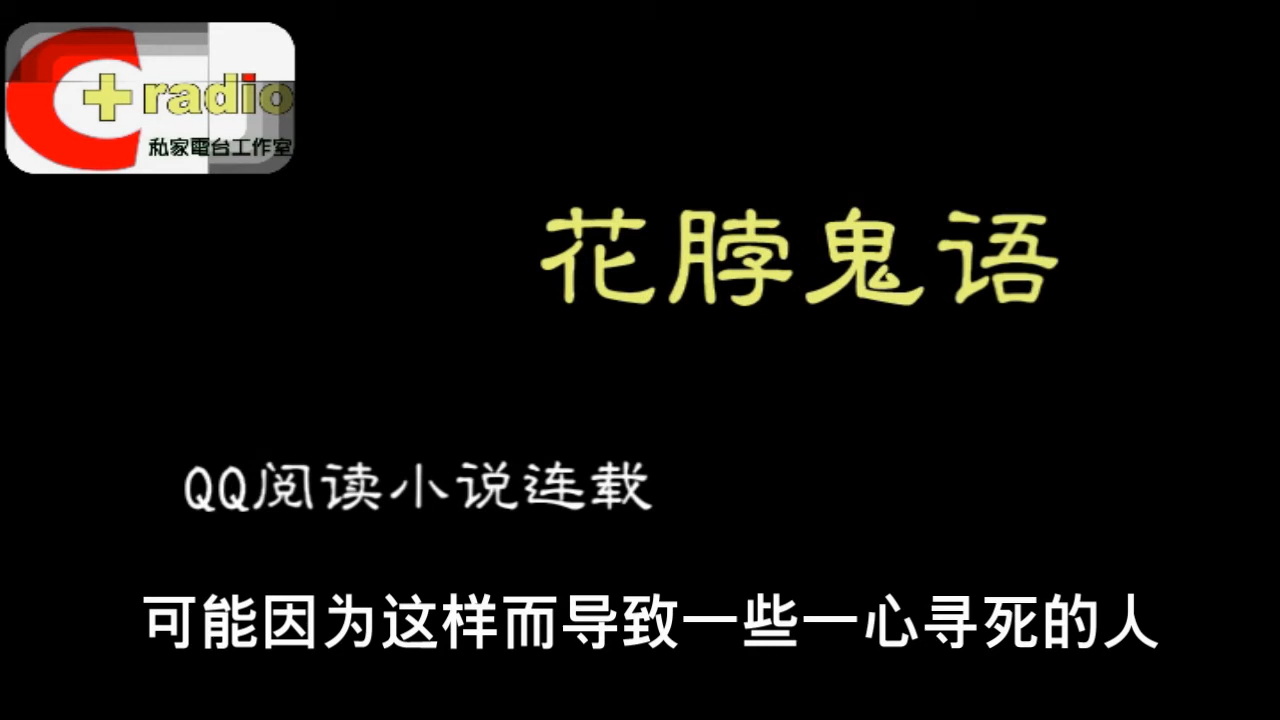 C+radio
私家電台工作室
花脖鬼语
QQ阅读小说连载
可能因为这样而导致一些一心寻死的人